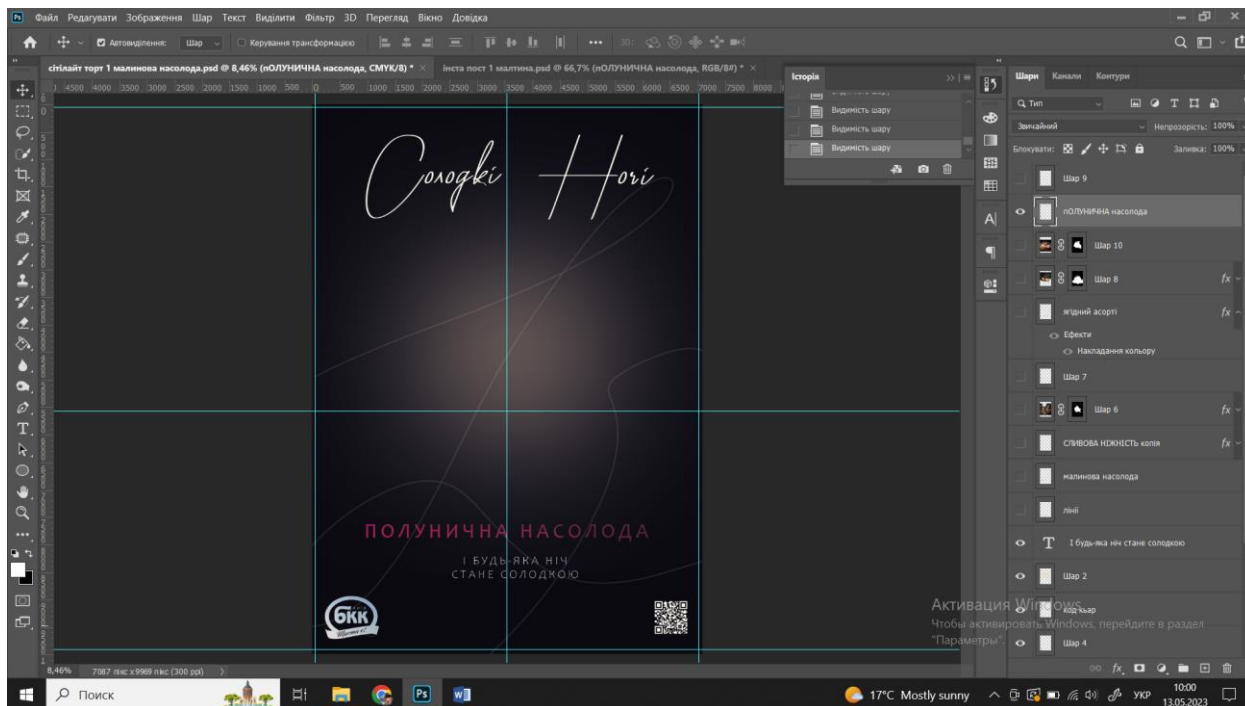 Файл Редагувати Зображення Шар Текст Виділити Фільтр 3D Перегляд Вікно Довідка
Автовиділення: Шар Керування трансформацією 3D:
сітілайт торт 1 малинова насолода.psd @ 8,46% (пОЛУНИЧНА насолода, CMYK/8) *
інста пост 1 малтина.psd @ 66,7% (пОЛУНИЧНА насолода, RGB/8#) *
Історія
Видимість шару
Видимість шару
Видимість шару
Шари Канали Контури
Тип
Звичайний Непрозорість: 100%
Блокувати: Заливка: 100%
Шар 9
пОЛУНИЧНА насолода
Шар 10
Шар 8
ягідний асорті
Ефекти
Накладання кольору
Шар 7
Шар 6
СЛИВОВА НІЖНІСТЬ копія
малинова насолода
лінії
І будь-яка ніч стане солодкою
Шар 2
код кьар
Шар 4
Солодкі Ночі
ПОЛУНИЧНА НАСОЛОДА
І БУДЬ-ЯКА НІЧ
СТАНЕ СОЛОДКОЮ
БКК
Активация Windows
Чтобы активировать Windows, перейдите в раздел
"Параметры".
8,46% 7087 пікс x 9969 пікс (300 ppi)
Поиск
17°C Mostly sunny
УКР
10:00
13.05.2023